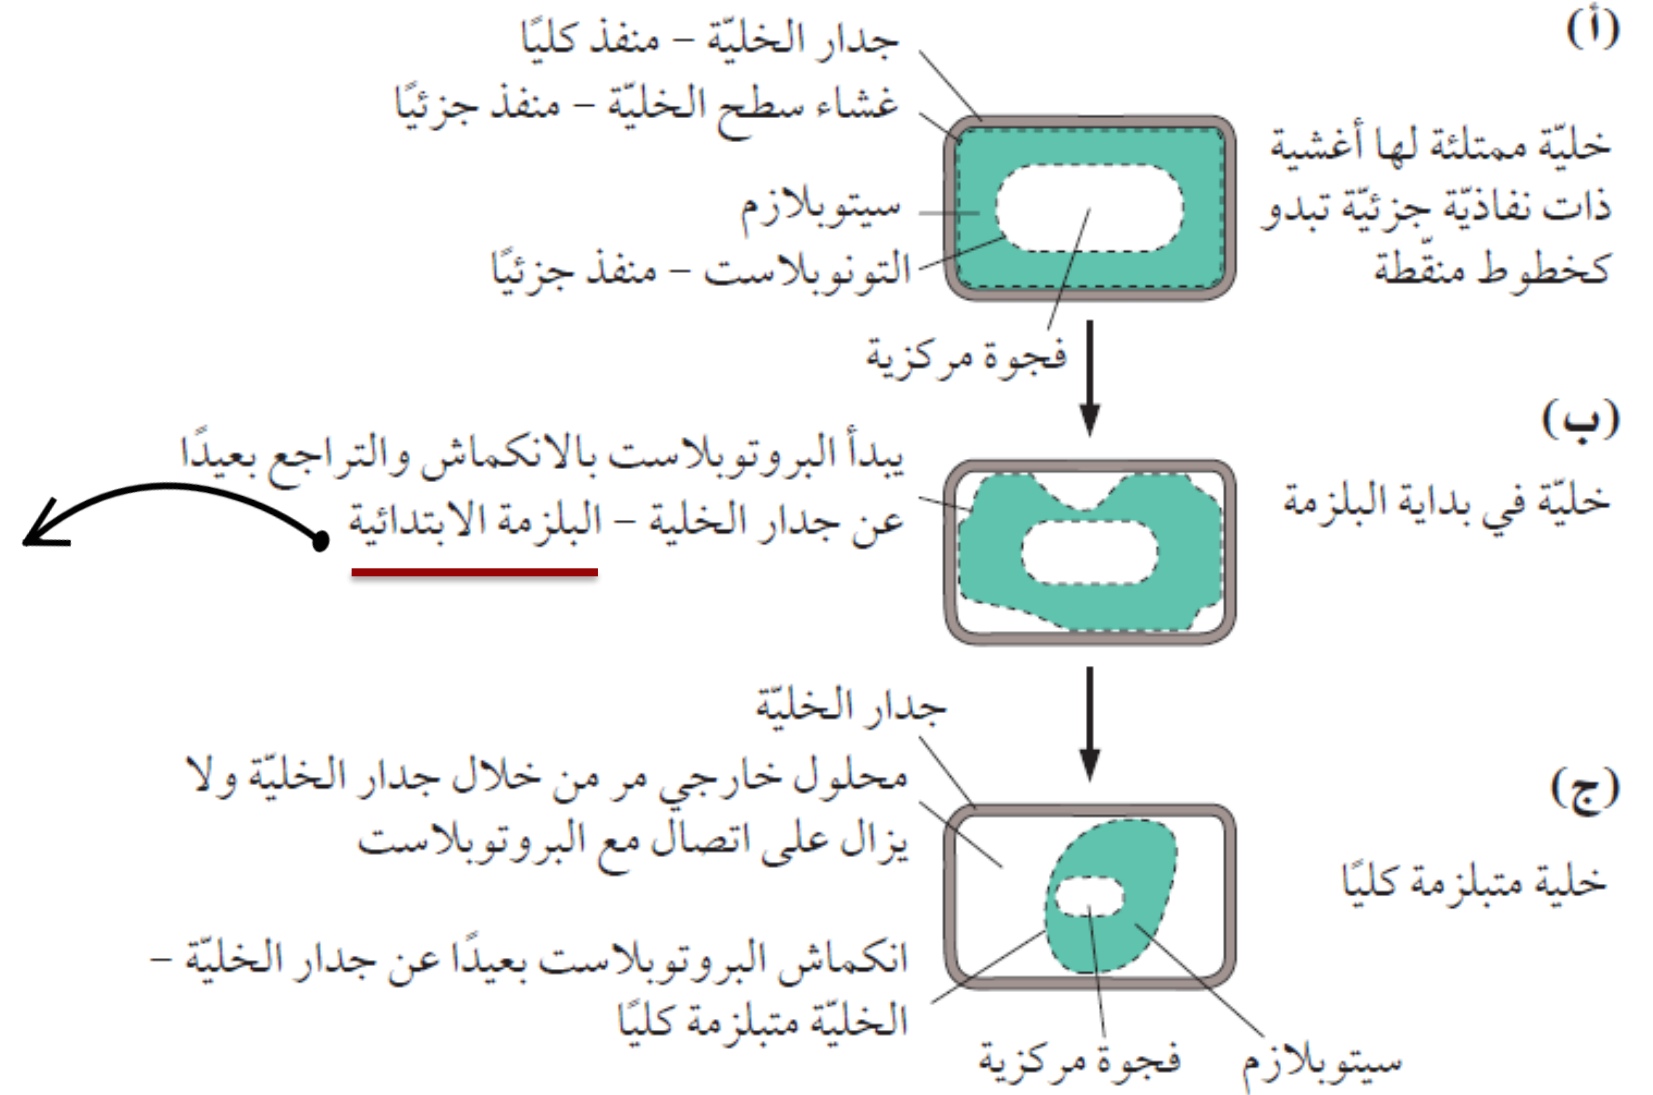 (أ)
جدار الخليّة – منفذ كليًا
غشاء سطح الخليّة – منفذ جزئيًا
خليّة ممتلئة لها أغشية
ذات نفاذيّة جزئيّة تبدو
كخطوط منقّطة
سيتوبلازم
التونوبلاست – منفذ جزئيًا
فجوة مركزية
(ب)
خليّة في بداية البلزمة
يبدأ البروتوبلاست بالانكماش والتراجع بعيدًا
عن جدار الخلية – البلزمة الابتدائية
(ج)
خلية متبلزمة كليًا
جدار الخليّة
محلول خارجي مر من خلال جدار الخليّة ولا
يزال على اتصال مع البروتوبلاست
انكماش البروتوبلاست بعيدًا عن جدار الخليّة –
الخليّة متبلزمة كليًا
سيتوبلازم
فجوة مركزية